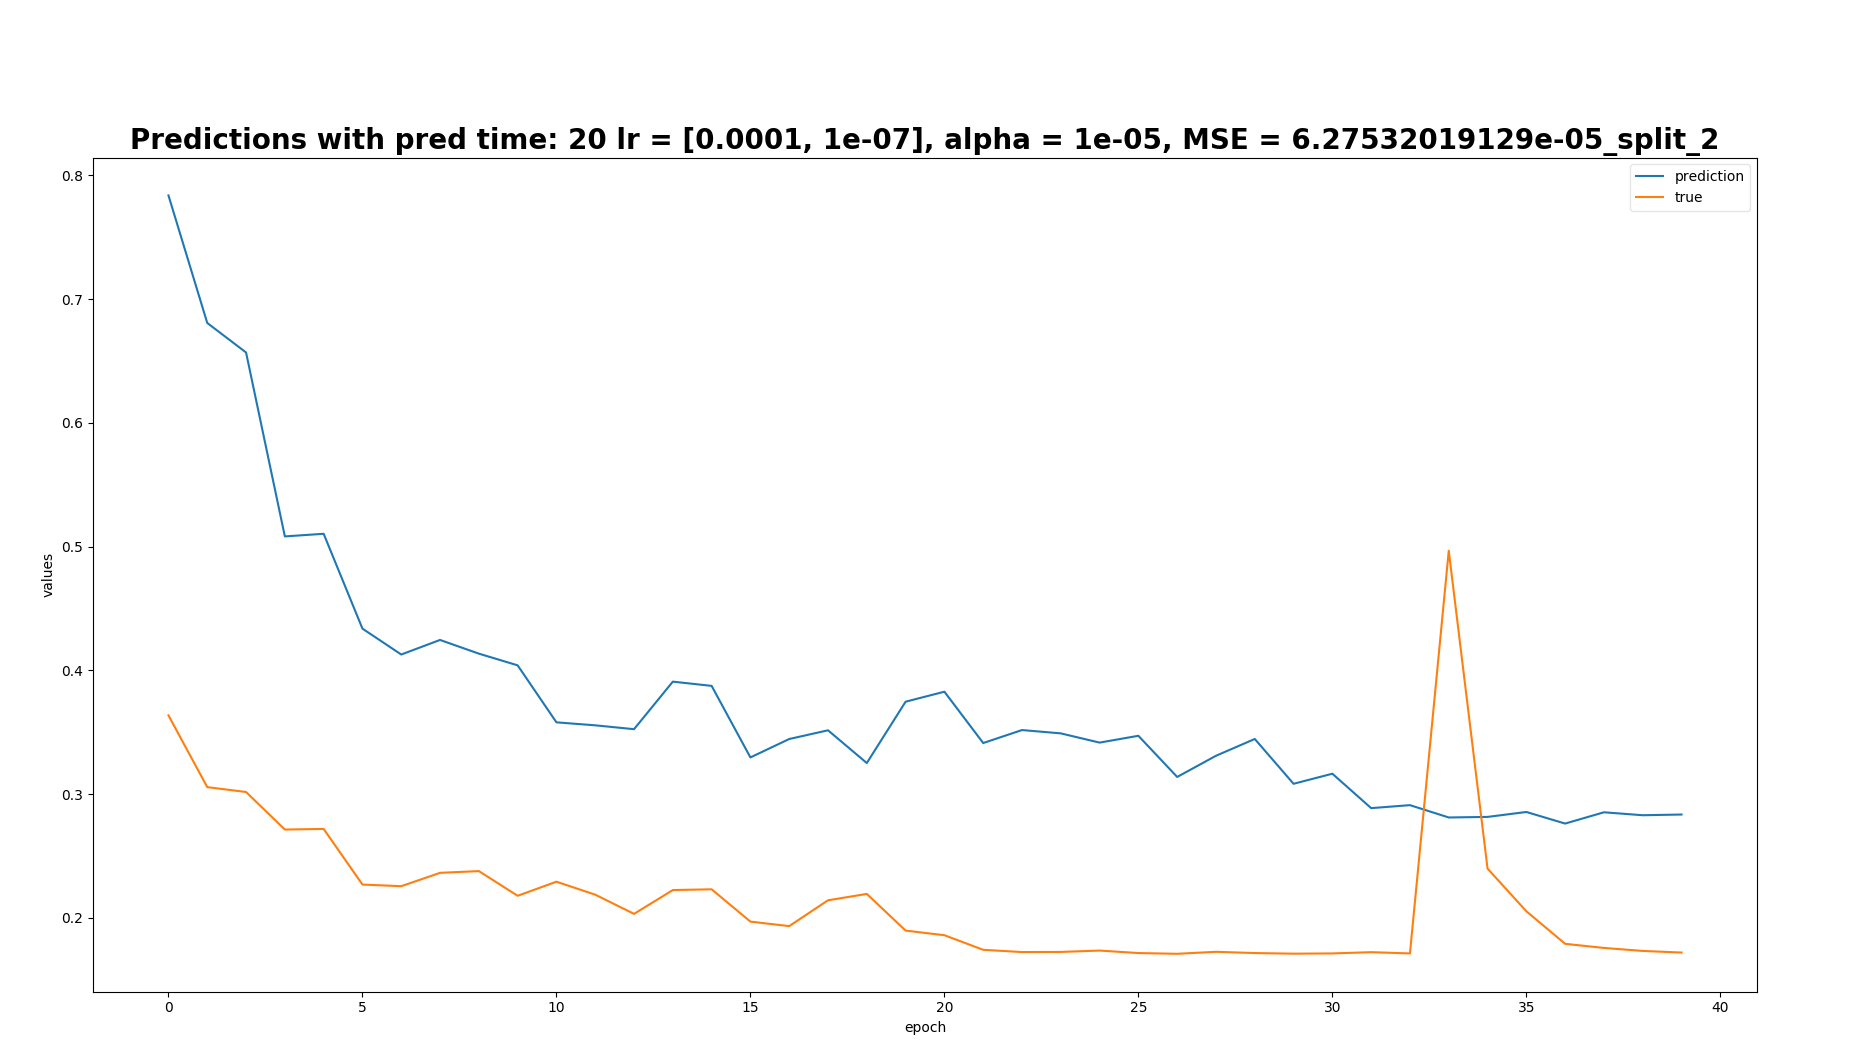 Predictions with pred time: 20 lr = [0.0001, 1e-07], alpha = 1e-05, MSE = 6.27532019129e-05_split_2
prediction
true
0.8
0.7
0.6
0.5
0.4
0.3
0.2
values
0 5 10 15 20 25 30 35 40
epoch